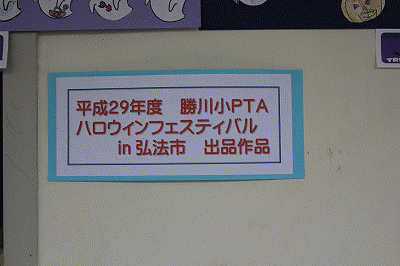 平成29年度　勝川小PTA
ハロウィンフェスティバル
in 弘法市　出品作品